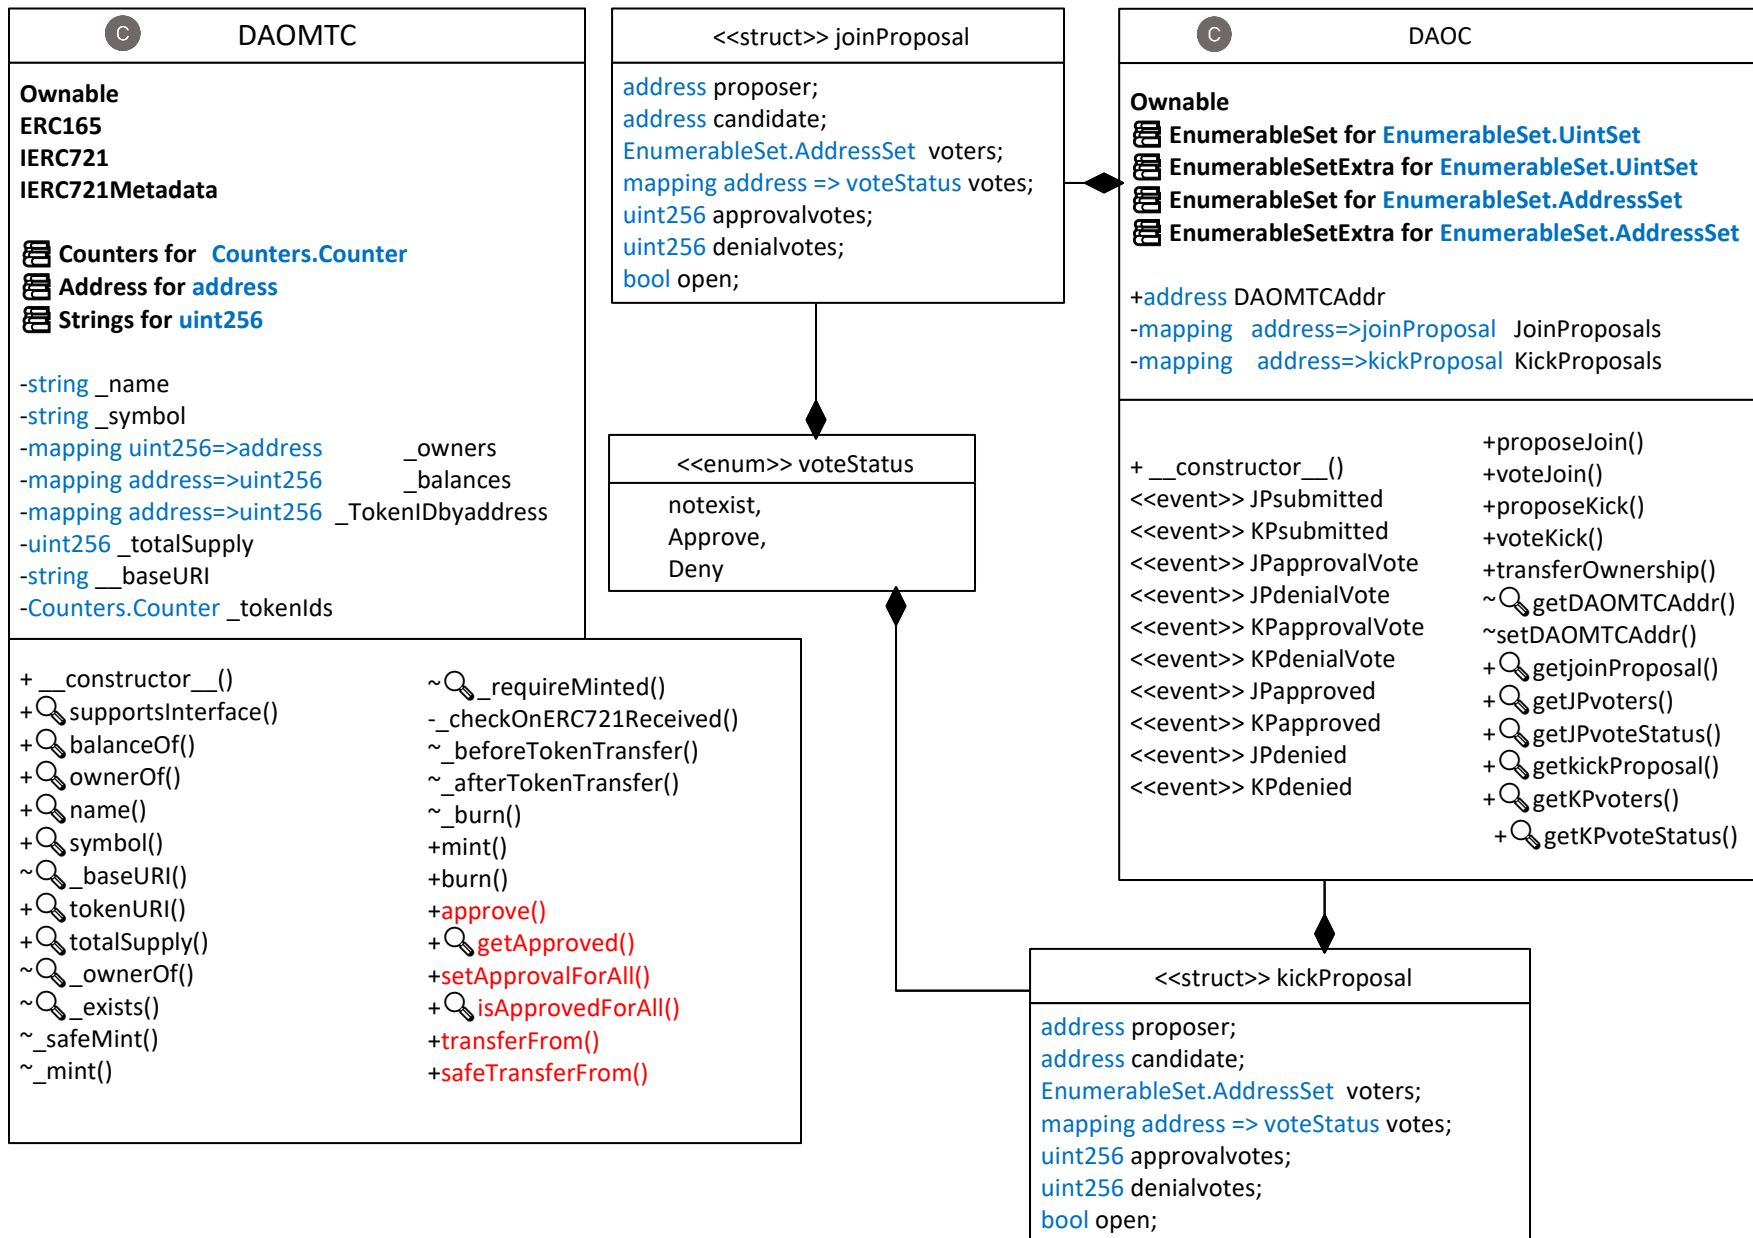 C DAOMTC
Ownable
ERC165
IERC721
IERC721Metadata
Counters for Counters.Counter
Address for address
Strings for uint256
-string _name
-string _symbol
-mapping uint256=>address _owners
-mapping address=>uint256 _balances
-mapping address=>uint256 _TokenIDbyaddress
-uint256 _totalSupply
-string __baseURI
-Counters.Counter _tokenIds
+ __constructor__()
+ supportsInterface()
+ balanceOf()
+ ownerOf()
+ name()
+ symbol()
~ _baseURI()
+ tokenURI()
+ totalSupply()
~ _ownerOf()
~ _exists()
~_safeMint()
~_mint()
~ _requireMinted()
-_checkOnERC721Received()
~_beforeTokenTransfer()
~_afterTokenTransfer()
~_burn()
+mint()
+burn()
+approve()
+ getApproved()
+setApprovalForAll()
+ isApprovedForAll()
+transferFrom()
+safeTransferFrom()
<<struct>> joinProposal
address proposer;
address candidate;
EnumerableSet.AddressSet voters;
mapping address => voteStatus votes;
uint256 approvalvotes;
uint256 denialvotes;
bool open;
<<enum>> voteStatus
notexist,
Approve,
Deny
C DAOC
Ownable
EnumerableSet for EnumerableSet.UintSet
EnumerableSetExtra for EnumerableSet.UintSet
EnumerableSet for EnumerableSet.AddressSet
EnumerableSetExtra for EnumerableSet.AddressSet
+address DAOMTCAddr
-mapping address=>joinProposal JoinProposals
-mapping address=>kickProposal KickProposals
+ __constructor__()
<<event>> JPsubmitted
<<event>> KPsubmitted
<<event>> JPapprovalVote
<<event>> JPdenialVote
<<event>> KPapprovalVote
<<event>> KPdenialVote
<<event>> JPapproved
<<event>> KPapproved
<<event>> JPdenied
<<event>> KPdenied
+proposeJoin()
+voteJoin()
+proposeKick()
+voteKick()
+transferOwnership()
~ getDAOMTCAddr()
~setDAOMTCAddr()
+ getjoinProposal()
+ getJPvoters()
+ getJPvoteStatus()
+ getkickProposal()
+ getKPvoters()
+ getKPvoteStatus()
<<struct>> kickProposal
address proposer;
address candidate;
EnumerableSet.AddressSet voters;
mapping address => voteStatus votes;
uint256 approvalvotes;
uint256 denialvotes;
bool open;